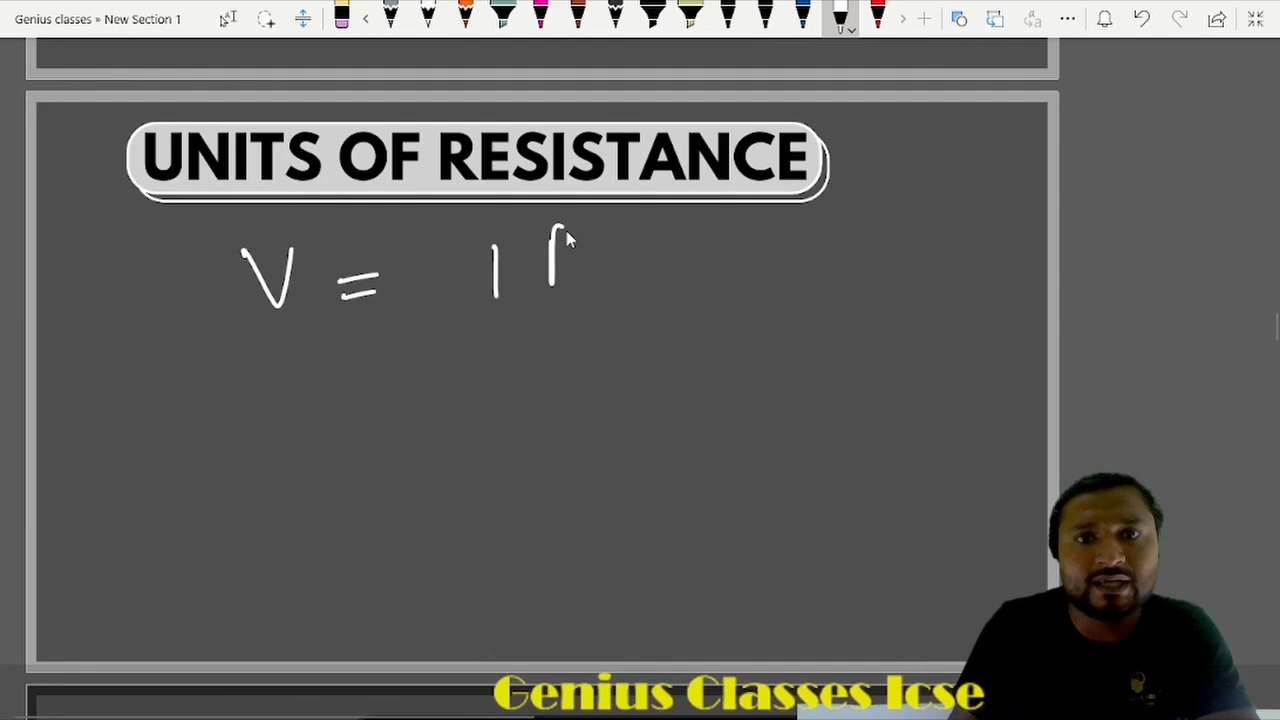 Genius classes » New Section 1
UNITS OF RESISTANCE
V = I
Genius Classes Icse